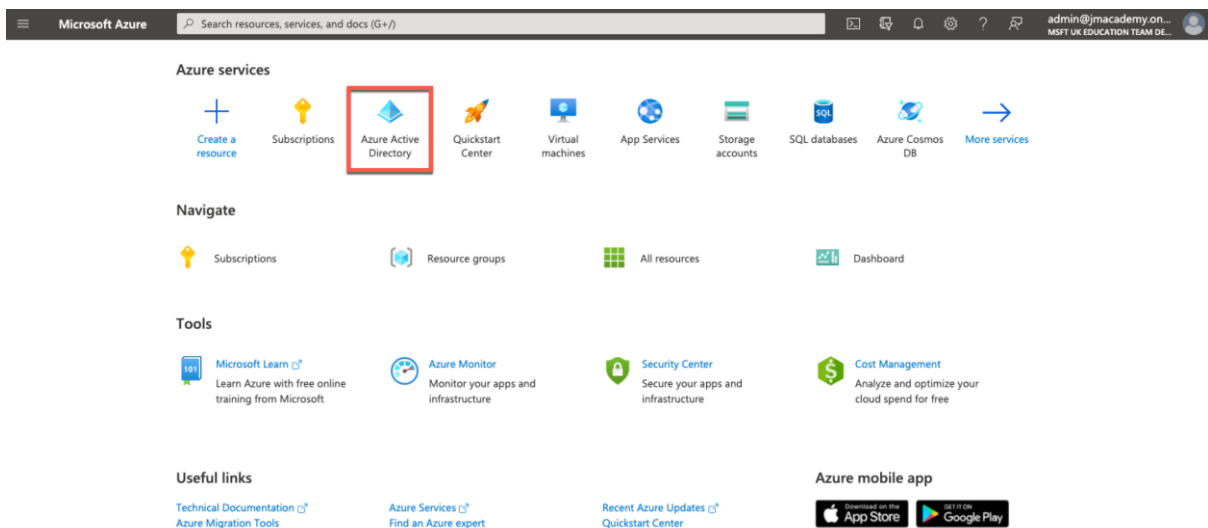 Microsoft Azure
Search resources, services, and docs (G+/)
admin@jmacademy.on...
MSFT UK EDUCATION TEAM DE...
Azure services
Create a
resource
Subscriptions
Azure Active
Directory
Quickstart
Center
Virtual
machines
App Services
Storage
accounts
SQL
SQL databases
Azure Cosmos
DB
More services
Navigate
Subscriptions
Resource groups
All resources
Dashboard
Tools
101
Microsoft Learn
Learn Azure with free online
training from Microsoft
Azure Monitor
Monitor your apps and
infrastructure
Security Center
Secure your apps and
infrastructure
Cost Management
Analyze and optimize your
cloud spend for free
Useful links
Technical Documentation
Azure Migration Tools
Azure Services
Find an Azure expert
Recent Azure Updates
Quickstart Center
Azure mobile app
Download on the
App Store
GET IT ON
Google Play